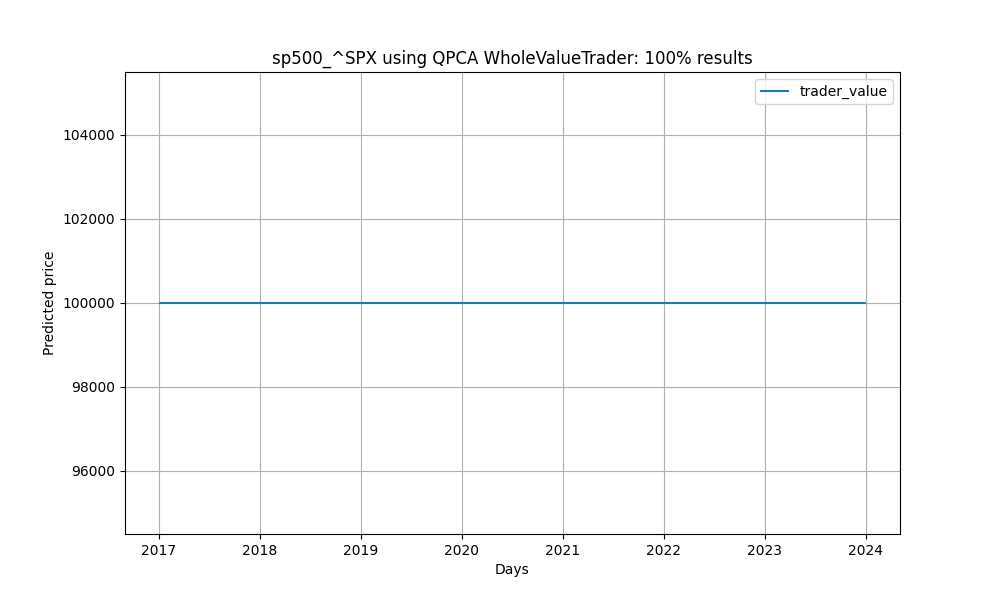 sp500_^SPX using QPCA WholeValueTrader: 100% results
trader_value
104000
102000
100000
98000
96000
Predicted price
2017 2018 2019 2020 2021 2022 2023 2024
Days